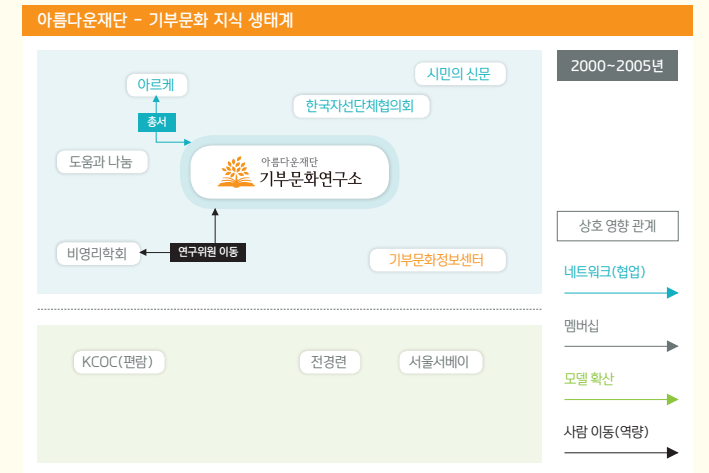 아름다운재단 - 기부문화 지식 생태계
2000~2005년
시민의 신문
아르케
한국자선단체협의회
총서
도움과 나눔
아름다운재단
기부문화연구소
상호 영향 관계
비영리학회
연구위원 이동
기부문화정보센터
네트워크(협업)
멤버십
KCOC(편람)
전경련
서울서베이
모델 확산
사람 이동(역량)